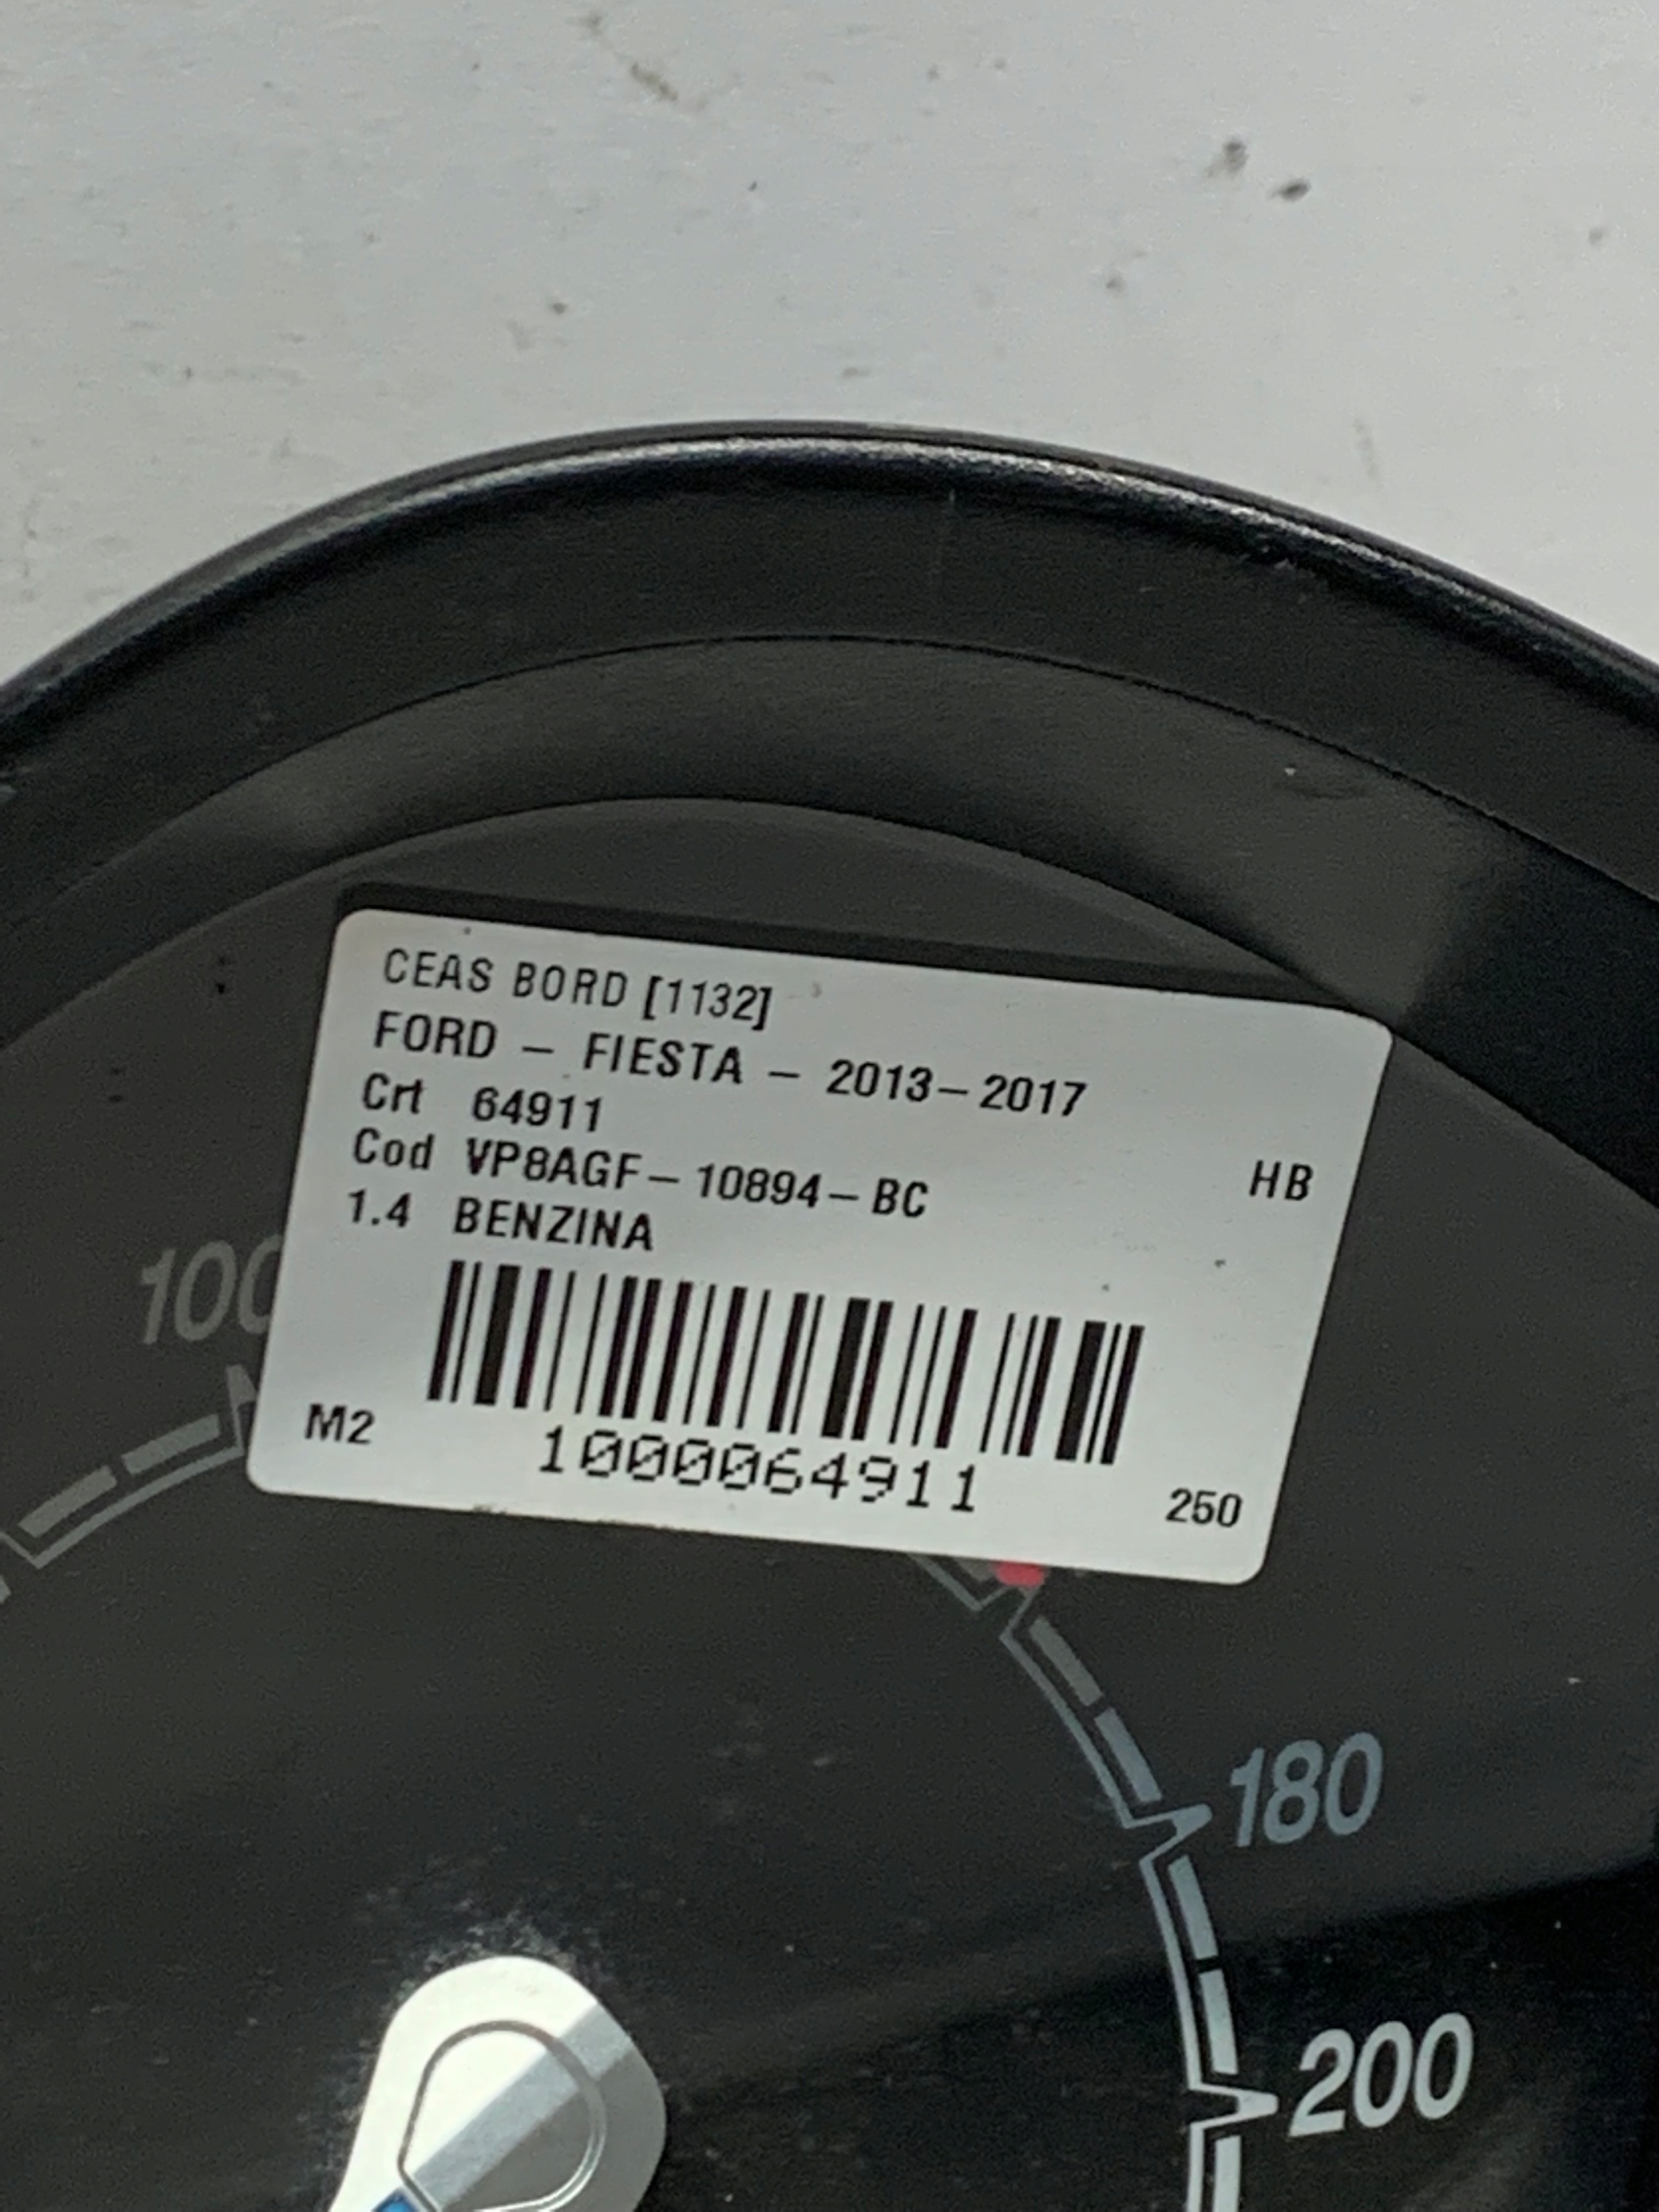 CEAS BORD [1132]
FORD - FIESTA - 2013-2017
Crt 64911
Cod VP8AGF-10894-BC HB
1.4 BENZINA
M2 1000064911 250
100
180
200